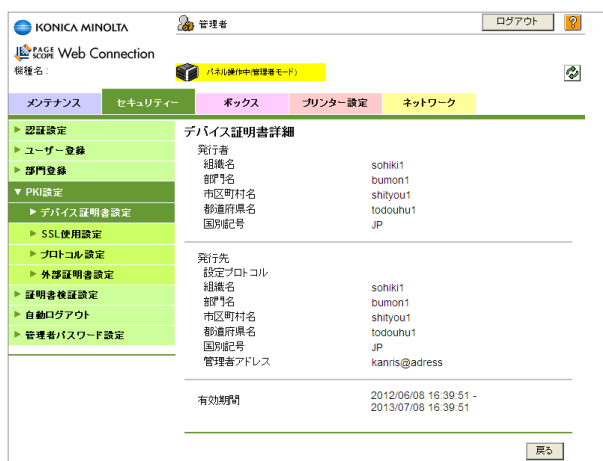 KONICA MINOLTA
管理者
ログアウト
?
PAGE SCOPE Web Connection
機種名:
パネル操作中(管理者モード)
メンテナンス セキュリティー ボックス プリンター設定 ネットワーク
認証設定
ユーザー登録
部門登録
PKI設定
デバイス証明書設定
SSL使用設定
プロトコル設定
外部証明書設定
証明書検証設定
自動ログアウト
管理者パスワード設定
デバイス証明書詳細
発行者
組織名 sohiki1
部門名 bumon1
市区町村名 shityou1
都道府県名 todouhu1
国別記号 JP
発行先
設定プロトコル
組織名 sohiki1
部門名 bumon1
市区町村名 shityou1
都道府県名 todouhu1
国別記号 JP
管理者アドレス kanris@adress
有効期間 2012/06/08 16:39:51 -
2013/07/08 16:39:51
戻る